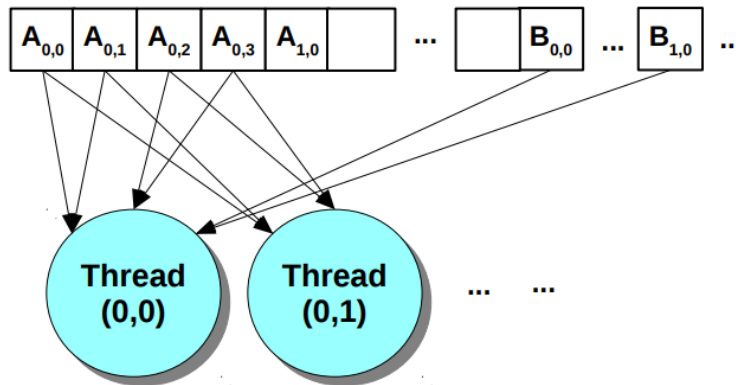 A0,0 A0,1 A0,2 A0,3 A1,0 ... B0,0 ... B1,0 ..
Thread Thread
(0,0) (0,1) ... ...